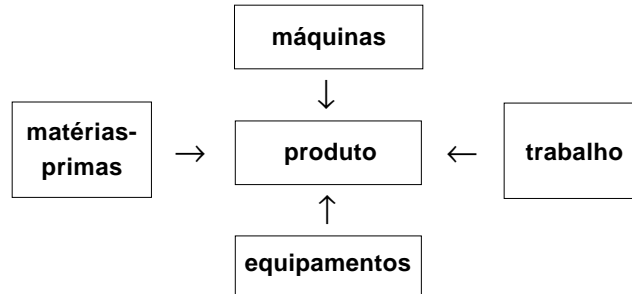 máquinas
↓
matérias-
primas
→
produto
←
trabalho
↑
equipamentos